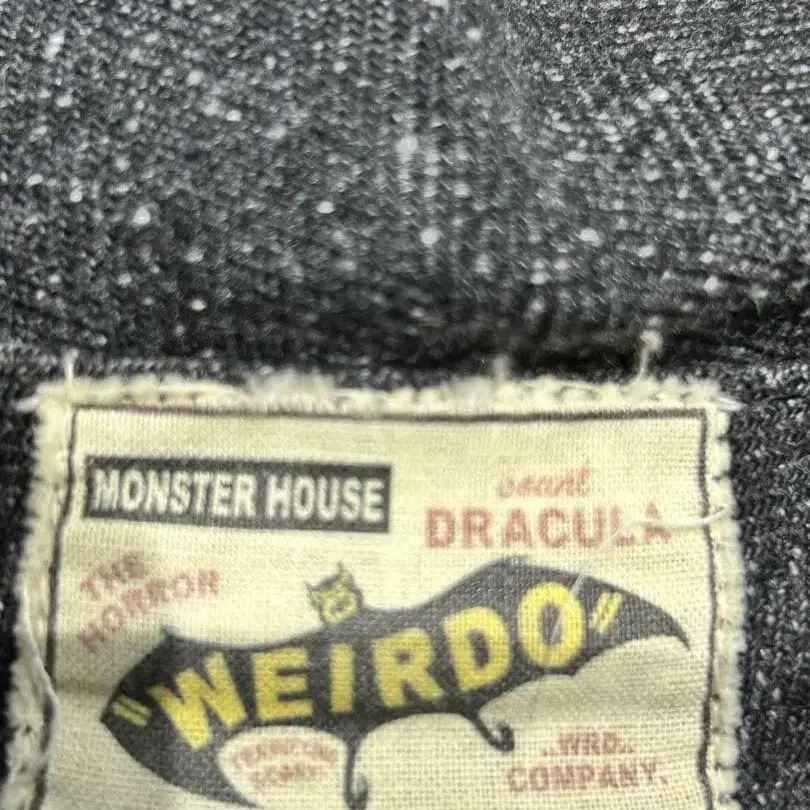 MONSTER HOUSE
count
DRACULA
THE
HORROR
"WEIRDO"
..WRD..
COMPANY.